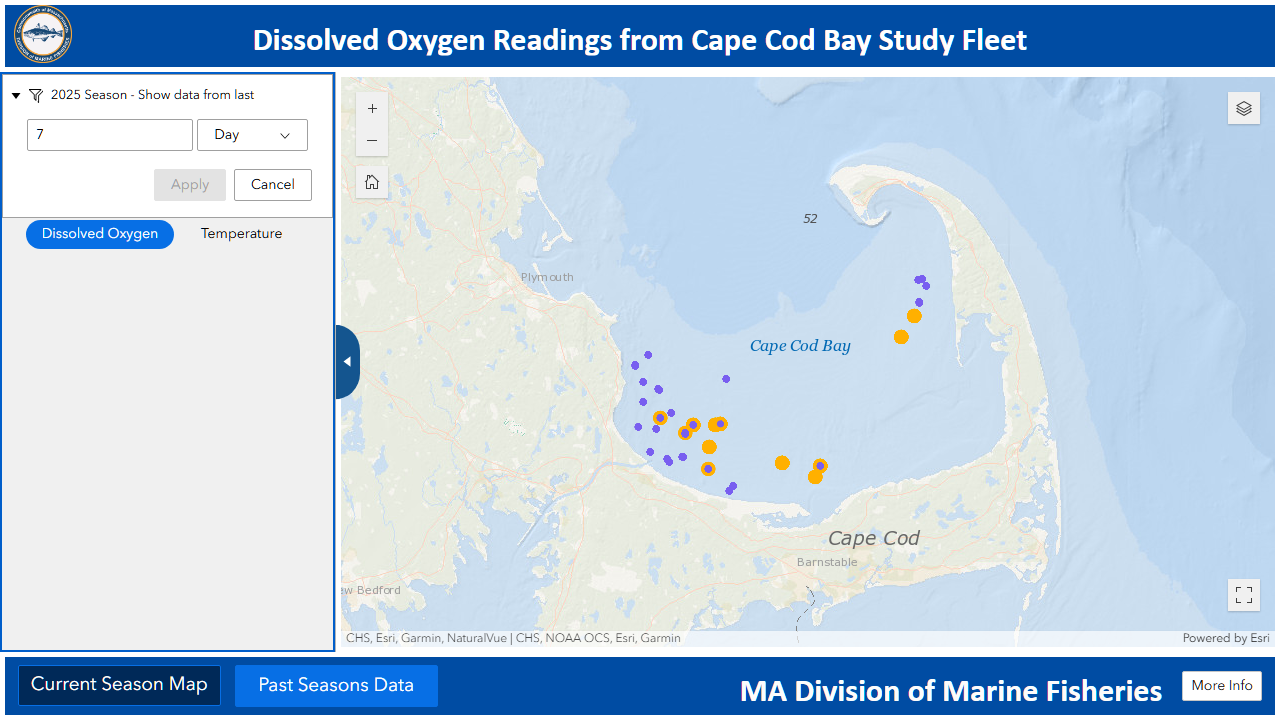 Dissolved Oxygen Readings from Cape Cod Bay Study Fleet
2025 Season - Show data from last
7
Day
Apply
Cancel
Dissolved Oxygen
Temperature
+
−
52
Plymouth
Cape Cod Bay
Cape Cod
Barnstable
ew Bedford
CHS, Esri, Garmin, NaturalVue | CHS, NOAA OCS, Esri, Garmin
Powered by Esri
Current Season Map
Past Seasons Data
MA Division of Marine Fisheries
More Info